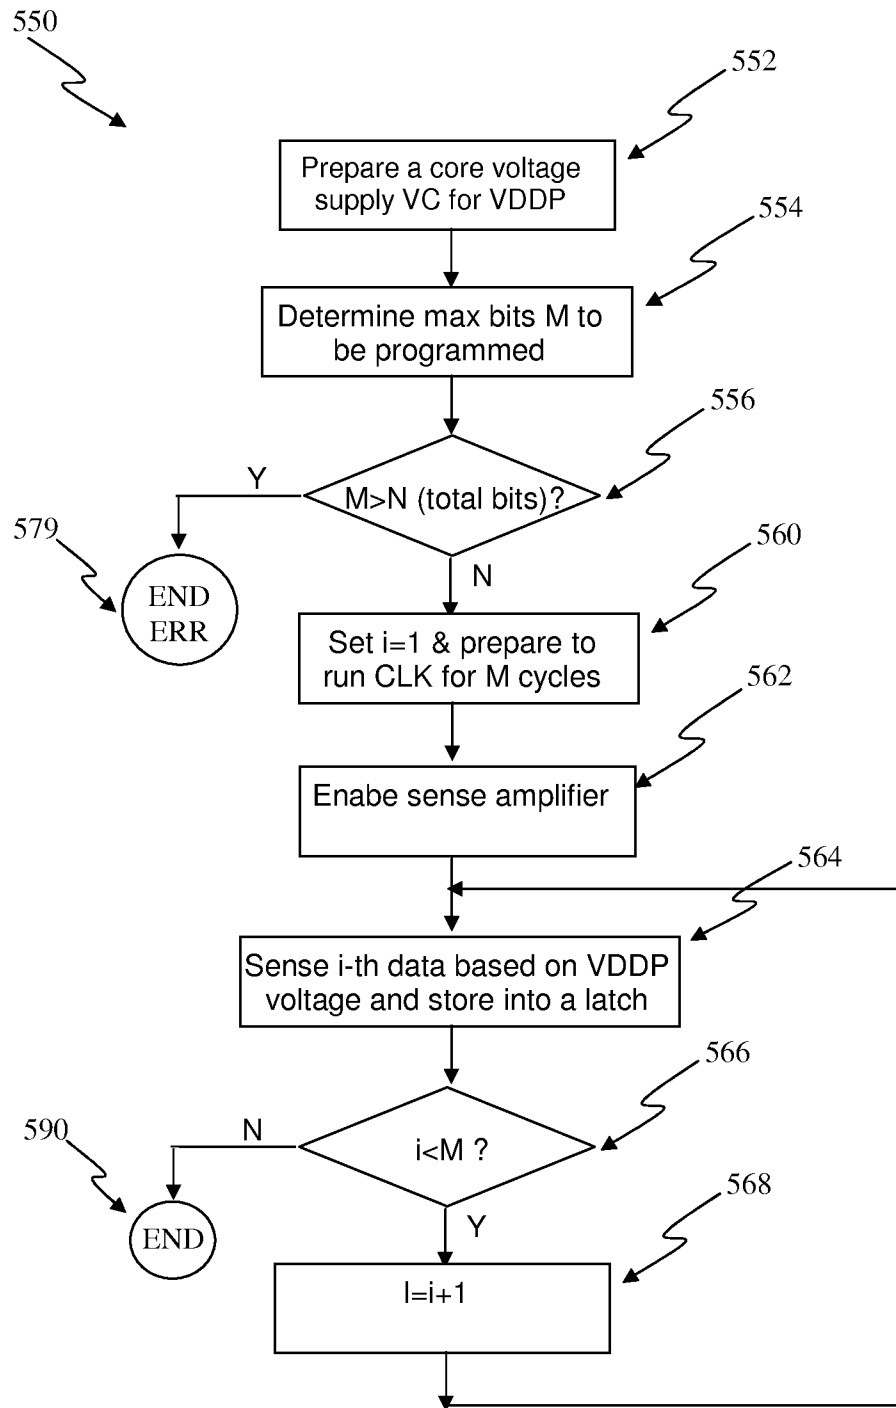 550
552
Prepare a core voltage
supply VC for VDDP
554
Determine max bits M to
be programmed
556
Y
M>N (total bits)?
579
END
ERR
N
560
Set i=1 & prepare to
run CLK for M cycles
562
Enabe sense amplifier
564
Sense i-th data based on VDDP
voltage and store into a latch
566
590
N
i<M ?
END
Y
568
I=i+1